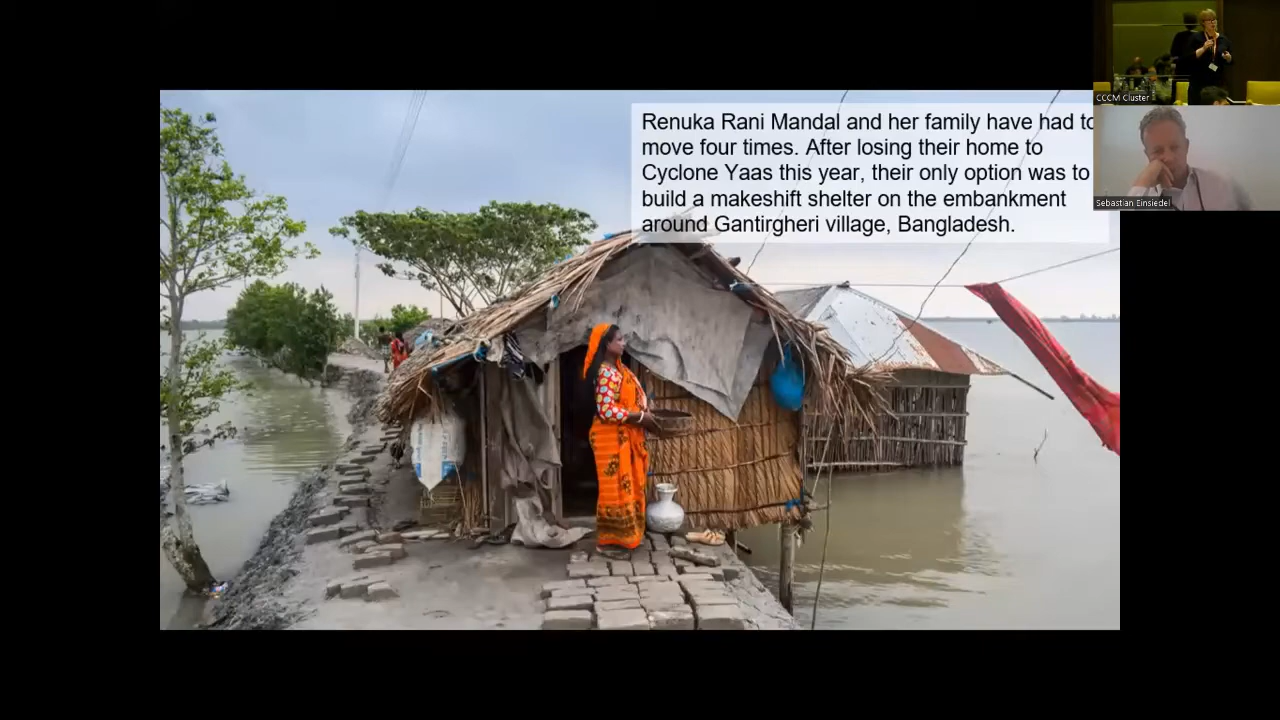 Renuka Rani Mandal and her family have had to
move four times. After losing their home to
Cyclone Yaas this year, their only option was to
build a makeshift shelter on the embankment
around Gantirgheri village, Bangladesh.
CCCM Cluster
Sebastian Einsiedel